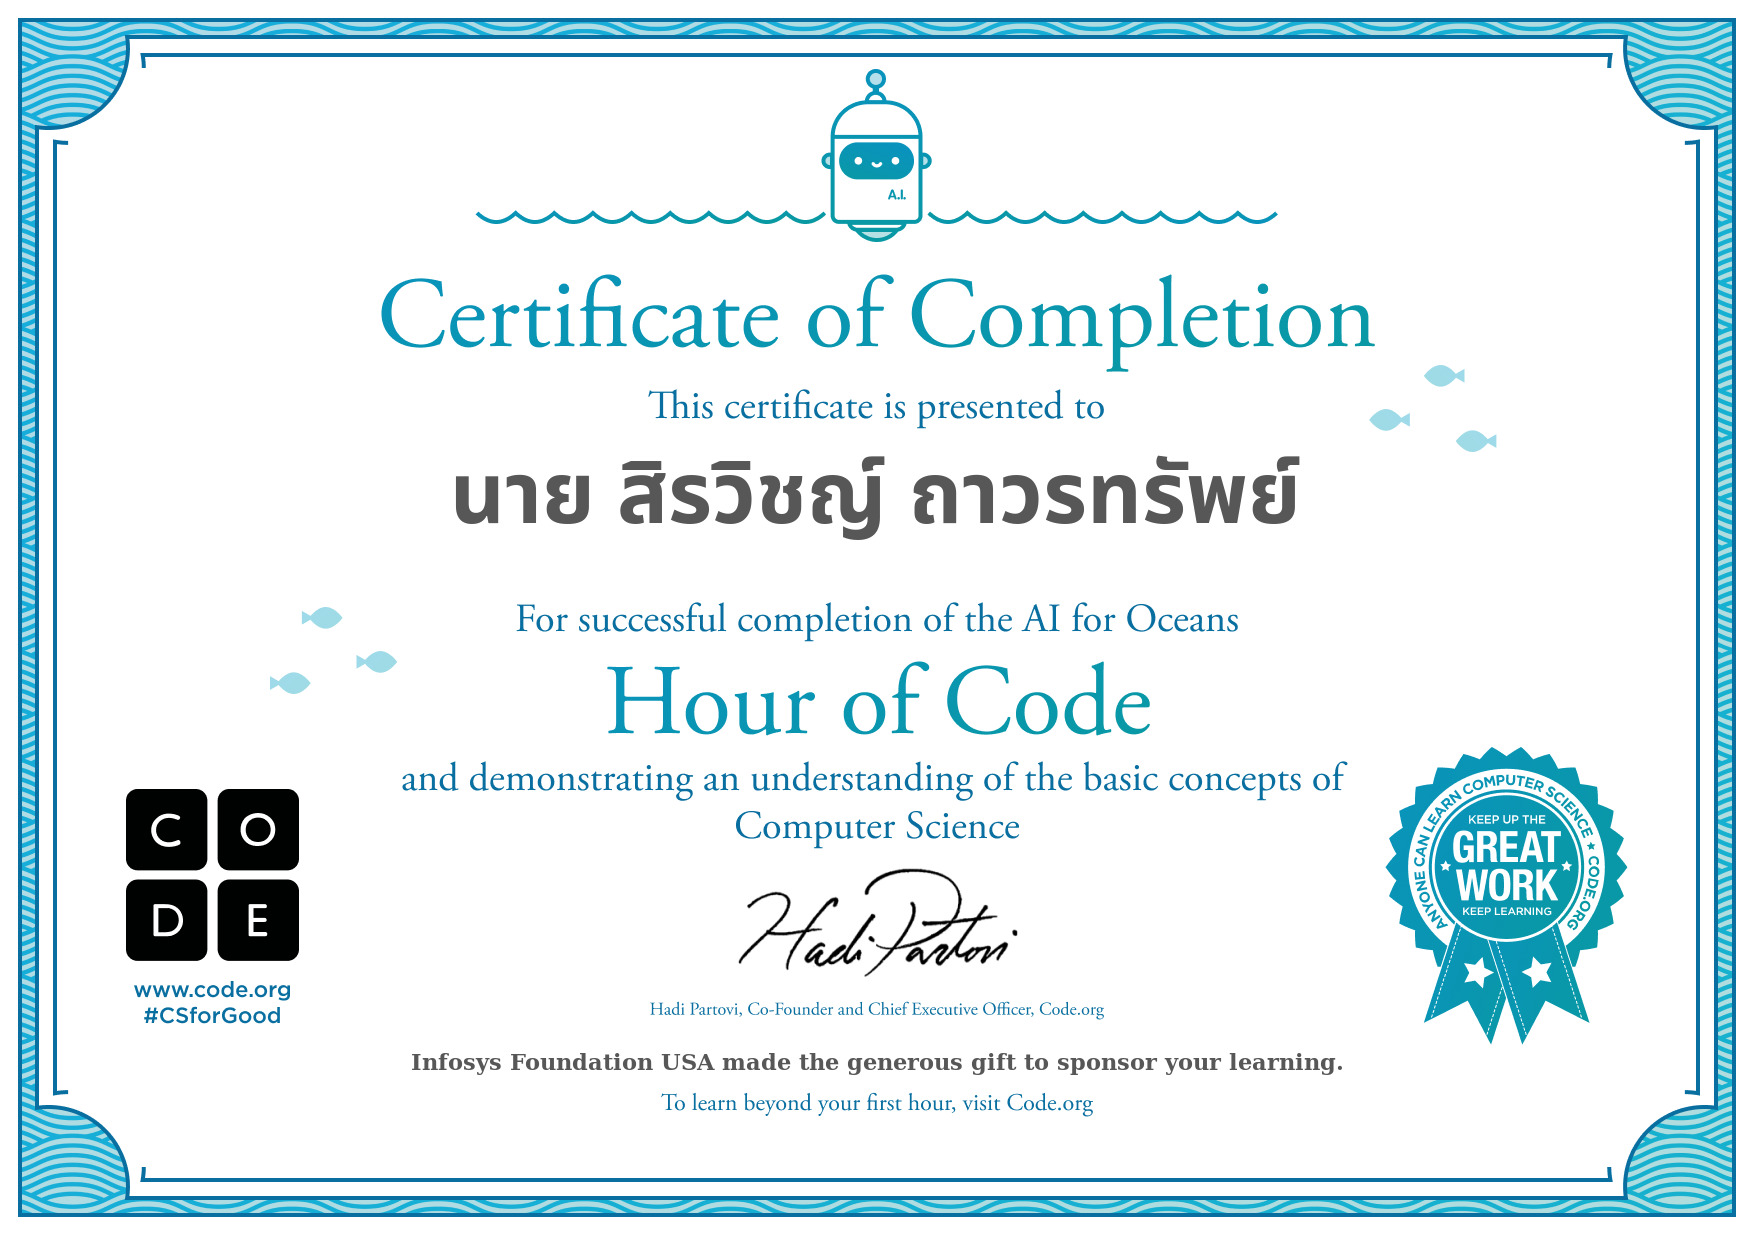 A.I.
Certificate of Completion
This certificate is presented to
นาย สิรวิชญ์ ถาวรทรัพย์
For successful completion of the AI for Oceans
Hour of Code
and demonstrating an understanding of the basic concepts of
Computer Science
C O
D E
www.code.org
#CSforGood
Hadi Partovi
Hadi Partovi, Co-Founder and Chief Executive Officer, Code.org
Infosys Foundation USA made the generous gift to sponsor your learning.
To learn beyond your first hour, visit Code.org
ANYONE CAN LEARN COMPUTER SCIENCE ★ CODE.ORG
KEEP UP THE
GREAT
WORK
KEEP LEARNING